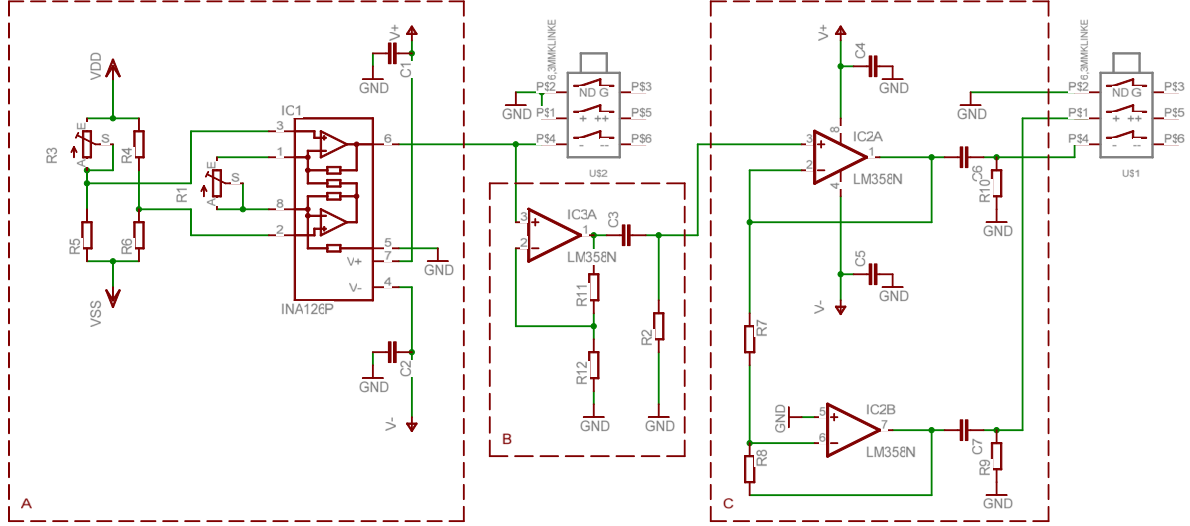 VDD
R3
E
S
A
R4
R5
R6
VSS
R1
E
S
A
IC1
3
1
8
2
6
5
7
4
V+
V-
INA126P
GND
V+
C1
GND
GND
C2
V-
A
6,3MMKLINKE
P$2
P$1
P$4
ND G
+ ++
- --
P$3
P$5
P$6
U$2
GND
IC3A
3
2
1
LM358N
C3
R11
R12
R2
GND
GND
B
V+
C4
GND
8
IC2A
3
2
1
4
LM358N
C5
GND
V-
C6
R10
GND
R7
R8
GND
5
6
7
IC2B
LM358N
C7
R9
GND
C
6,3MMKLINKE
P$2
P$1
P$4
ND G
+ ++
- --
P$3
P$5
P$6
U$1
GND